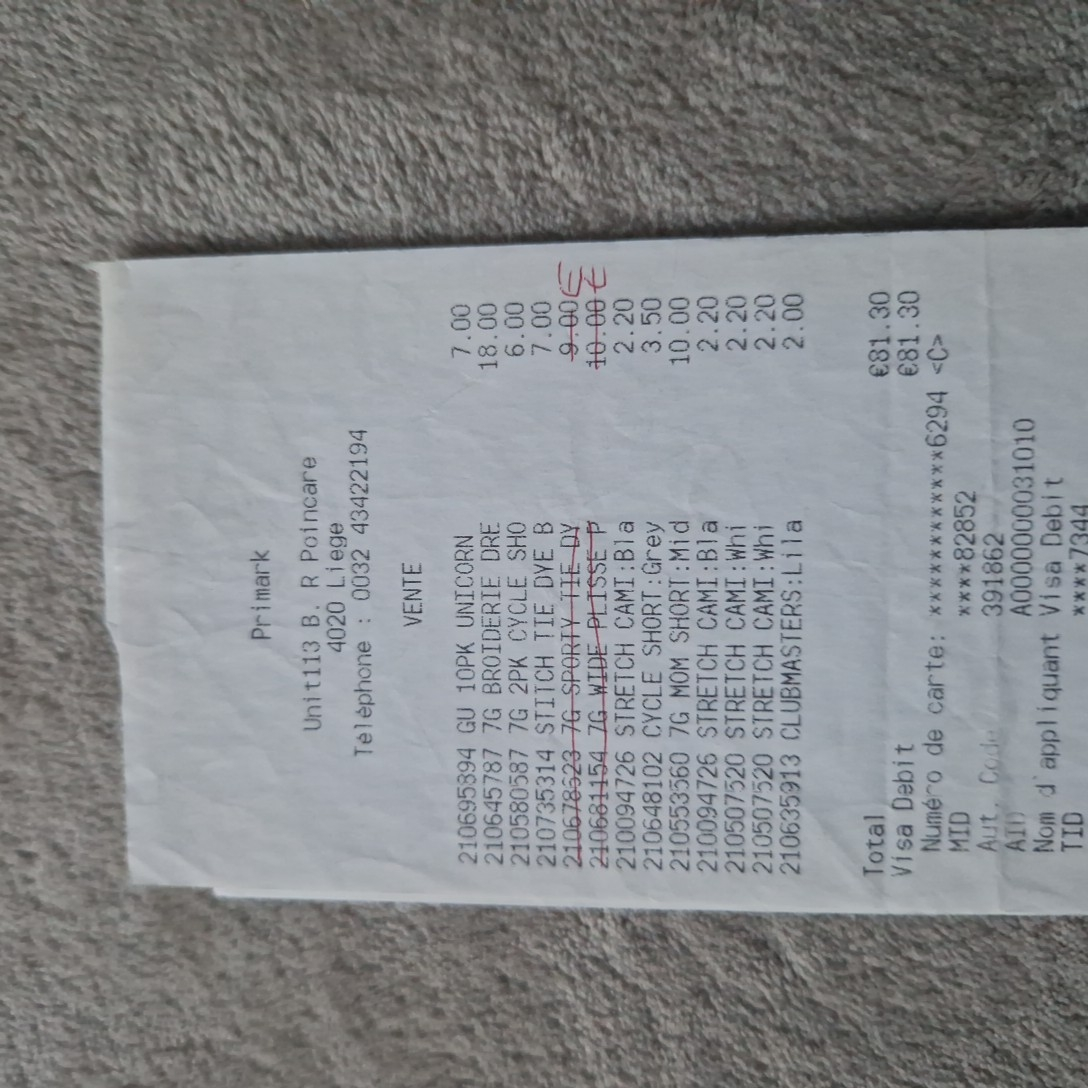 Primark
Unit113 B. R Poincare
4020 Liege
Telephone : 0032 43422194
VENTE
210695894 GU 10PK UNICORN 7.00
210645787 7G BROIDERIE DRE 18.00
210580587 7G 2PK CYCLE SHO 6.00
210735314 STITCH TIE DYE B 7.00
210678323 7G SPORTY TIE DY 9.00 €
210681154 7G WIDE PLISSE P 10.00 €
210094726 STRETCH CAMI:Bla 2.20
210648102 CYCLE SHORT:Grey 3.50
210553560 7G MOM SHORT:Mid 10.00
210094726 STRETCH CAMI:Bla 2.20
210507520 STRETCH CAMI:Whi 2.20
210507520 STRETCH CAMI:Whi 2.20
210635913 CLUBMASTERS:Lila 2.00
Total €81.30
Visa Debit €81.30
Numéro de carte: ************6294 <C>
MID ****82852
Aut. Code 391862
AID A0000000031010
Nom d'appliquant Visa Debit
TID ****7344